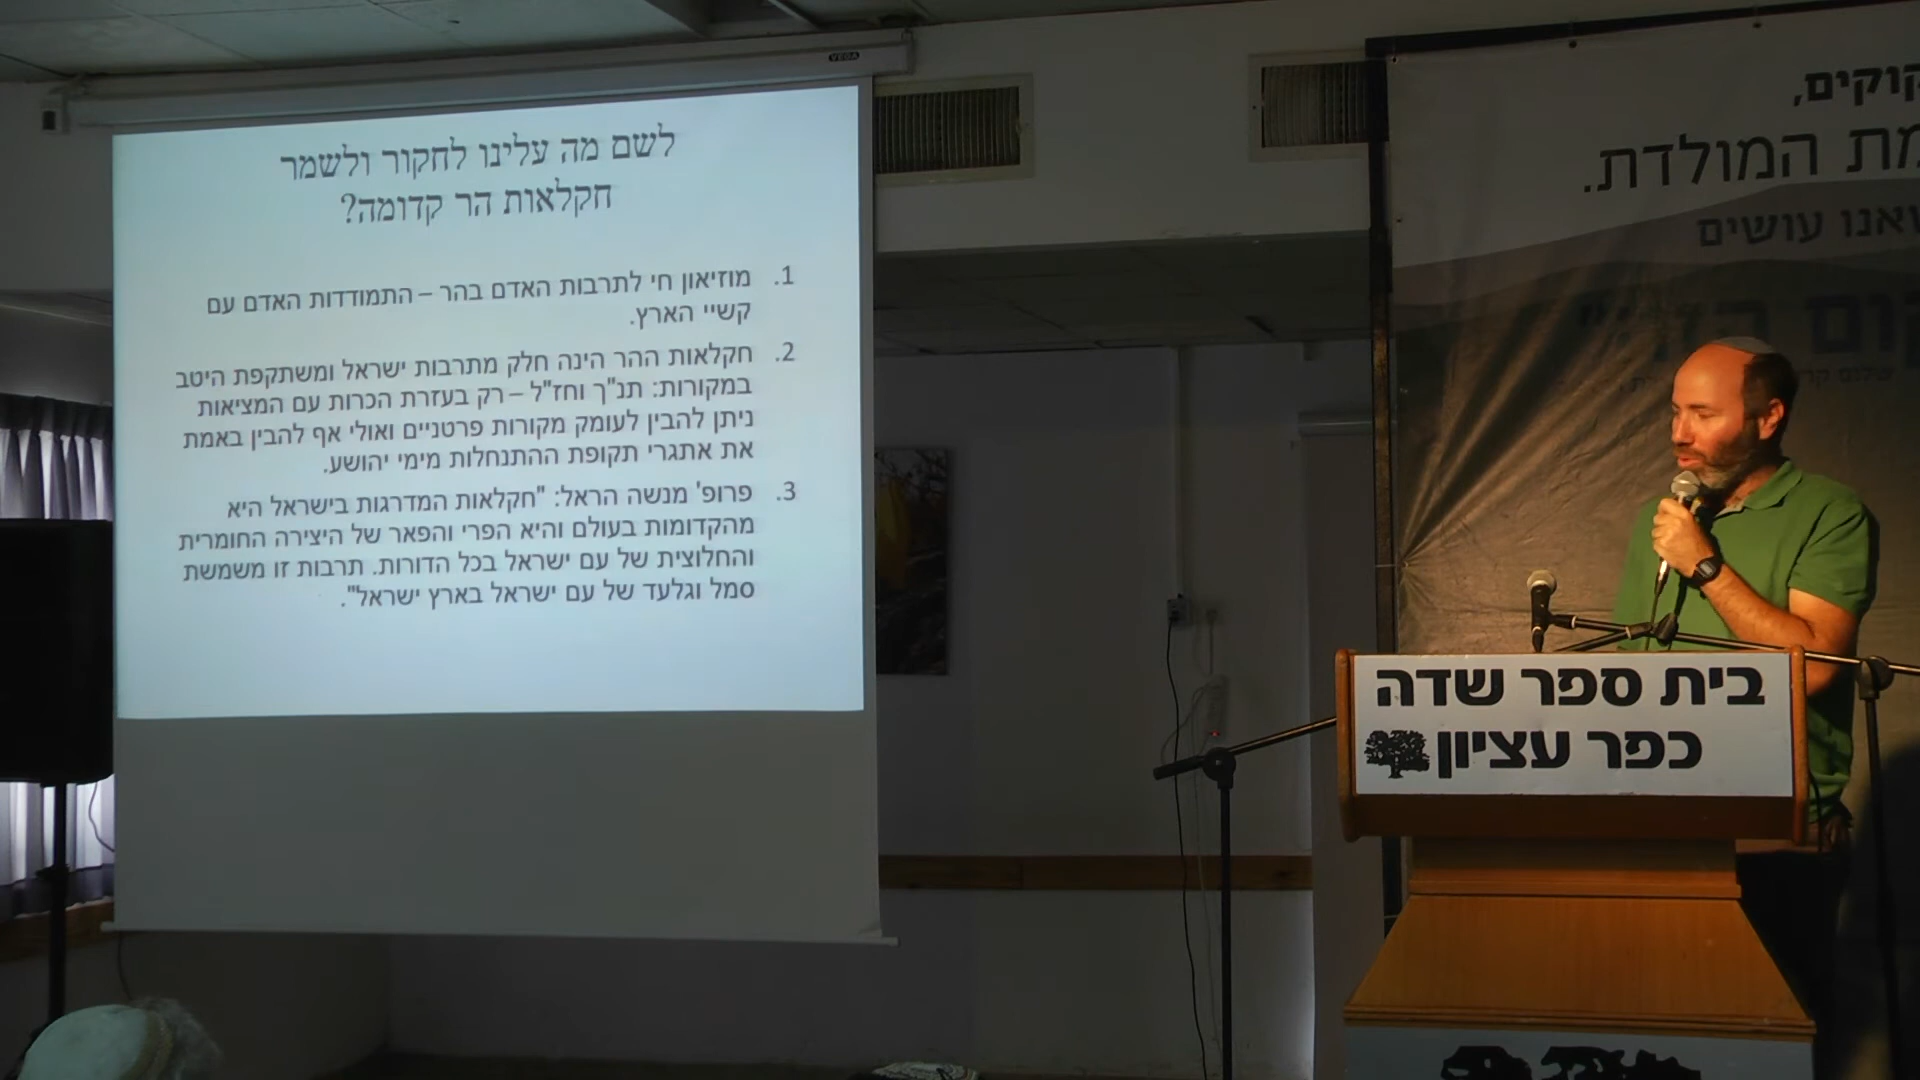 VEGA
לשם מה עלינו לחקור ולשמר
חקלאות הר קדומה?
1. מוזיאון חי לתרבות האדם בהר – התמודדות האדם עם
קשיי הארץ.
2. חקלאות ההר הינה חלק מתרבות ישראל ומשתקפת היטב
במקורות: תנ"ך וחז"ל – רק בעזרת הכרות עם המציאות
ניתן להבין לעומק מקורות פרטניים ואולי אף להבין באמת
את אתגרי תקופת ההתנחלות מימי יהושע.
3. פרופ' מנשה הראל: "חקלאות המדרגות בישראל היא
מהקדומות בעולם והיא הפרי והפאר של היצירה החומרית
והחלוצית של עם ישראל בכל הדורות. תרבות זו משמשת
סמל וגלעד של עם ישראל בארץ ישראל".
המולדת.
שאנו עושים
בית ספר שדה
כפר עציון